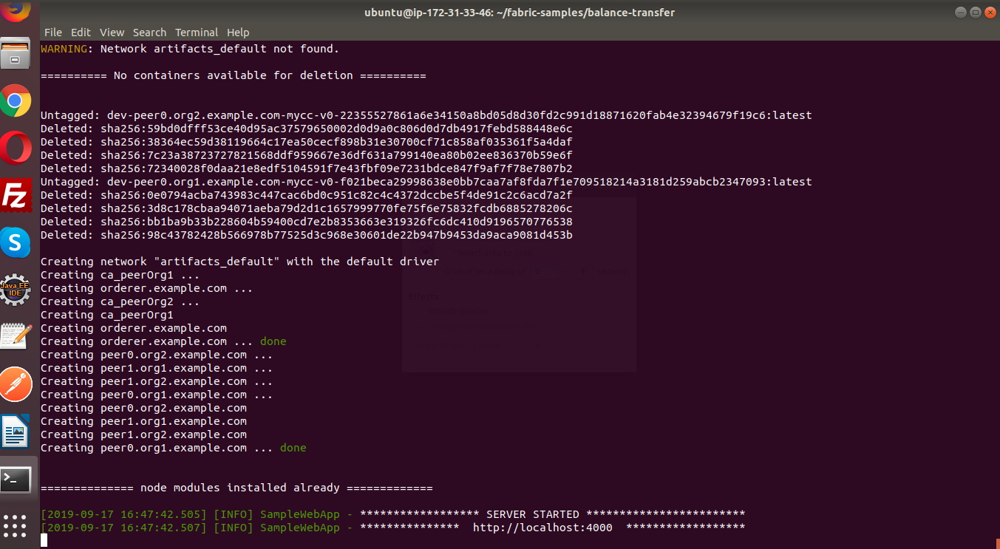 ubuntu@ip-172-31-33-46: ~/fabric-samples/balance-transfer
File Edit View Search Terminal Help
WARNING: Network artifacts_default not found.
========== No containers available for deletion ==========
Untagged: dev-peer0.org2.example.com-mycc-v0-22355527861a6e34150a8bd05d8d30fd2c991d18871620fab4e32394679f19c6:latest
Deleted: sha256:59bd0dfff53ce40d95ac37579650002d0d9a0c806d0d7db4917febd588448e6c
Deleted: sha256:38364ec59d38119664c17ea50cecf898b31e30700cf71c858af035361f5a4daf
Deleted: sha256:7c23a38723727821568ddf959667e36df631a799140ea80b02ee836370b59e6f
Deleted: sha256:72340028f0daa21e8edf5104591f7e43fbf09e7231bdce847f9af7f78e7807b2
Untagged: dev-peer0.org1.example.com-mycc-v0-f021beca29998638e0bb7caa7af8fda7f1e709518214a3181d259abcb2347093:latest
Deleted: sha256:0e0794acba743983c447cac6bd0c951c82c4c4372dccbe5f4de91c2c6acd7a2f
Deleted: sha256:3d8c178cbaa94071aeba79d2d1c1657999770fe75f6e75832fcdb6885278206c
Deleted: sha256:bb1ba9b33b228604b59400cd7e2b8353663e319326fc6dc410d9196570776538
Deleted: sha256:98c43782428b566978b77525d3c968e30601de22b947b9453da9aca9081d453b
Creating network "artifacts_default" with the default driver
Creating ca_peerOrg1 ...
Creating orderer.example.com ...
Creating ca_peerOrg2 ...
Creating ca_peerOrg1
Creating orderer.example.com
Creating orderer.example.com ... done
Creating peer0.org2.example.com ...
Creating peer1.org1.example.com ...
Creating peer1.org2.example.com ...
Creating peer0.org1.example.com ...
Creating peer0.org2.example.com
Creating peer1.org1.example.com
Creating peer1.org2.example.com
Creating peer0.org1.example.com ... done
============== node modules installed already =============
[2019-09-17 16:47:42.505] [INFO] SampleWebApp - ****************** SERVER STARTED ************************
[2019-09-17 16:47:42.507] [INFO] SampleWebApp - ***************  http://localhost:4000  ******************
Fz
S
Java EE
IDE